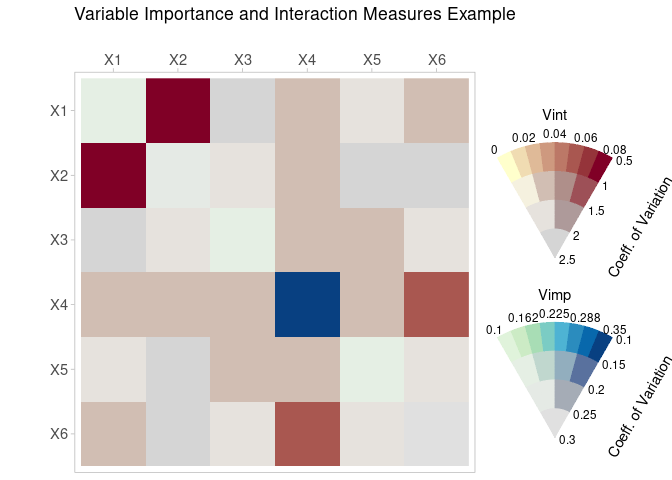 Variable Importance and Interaction Measures Example
X1 X2 X3 X4 X5 X6
X1
X2
X3
X4
X5
X6
Vint
0 0.02 0.04 0.06 0.08
0.5
1
1.5
2
2.5
Coeff. of Variation
Vimp
0.1 0.162 0.225 0.288 0.35
0.1
0.15
0.2
0.25
0.3
Coeff. of Variation